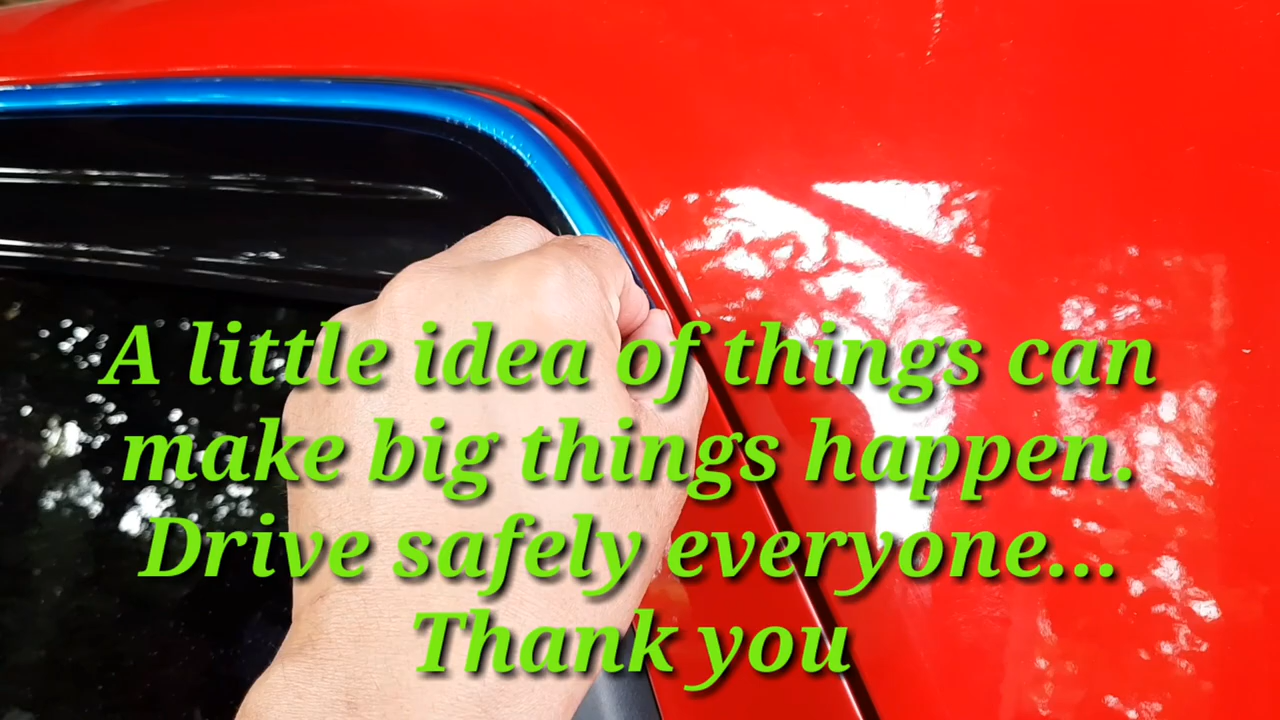 A little idea of things can
make big things happen.
Drive safely everyone...
Thank you